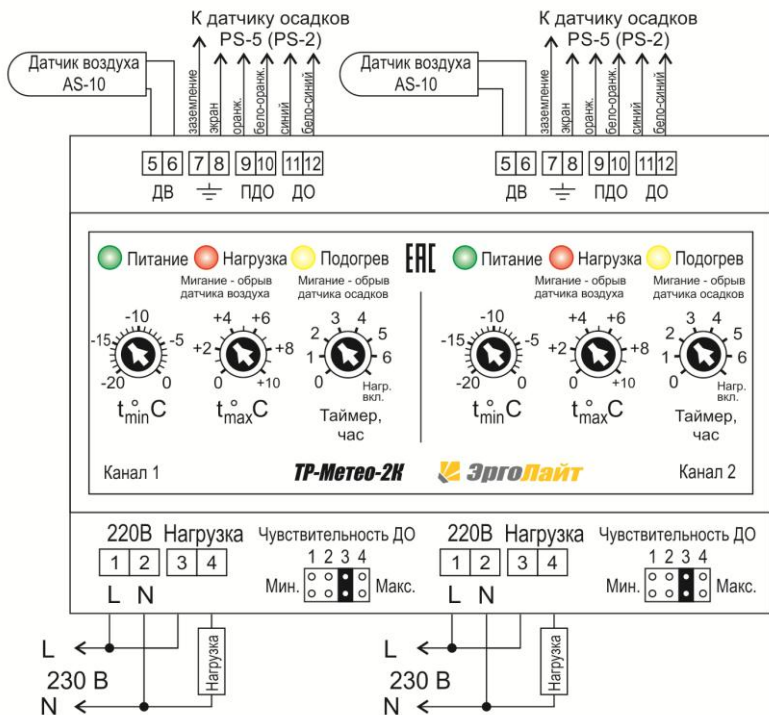 К датчику осадков
PS-5 (PS-2)
К датчику осадков
PS-5 (PS-2)
Датчик воздуха
AS-10
заземление
экран
оранж.
бело-оранж.
синий
бело-синий
Датчик воздуха
AS-10
заземление
экран
оранж.
бело-оранж.
синий
бело-синий
5 6 7 8 9 10 11 12
ДВ ПДО ДО
5 6 7 8 9 10 11 12
ДВ ПДО ДО
Питание Нагрузка Подогрев
Мигание - обрыв датчика воздуха
Мигание - обрыв датчика осадков
EAC
Питание Нагрузка Подогрев
Мигание - обрыв датчика воздуха
Мигание - обрыв датчика осадков
-20 -15 -10 -5 0
t min °C
0 +2 +4 +6 +8 +10
t max °C
0 1 2 3 4 5 6 Нагр. вкл.
Таймер, час
-20 -15 -10 -5 0
t min °C
0 +2 +4 +6 +8 +10
t max °C
0 1 2 3 4 5 6 Нагр. вкл.
Таймер, час
Канал 1 ТР-Метео-2К ЭргоЛайт Канал 2
220В Нагрузка Чувствительность ДО
1 2 3 4
1 2 3 4
Мин. Макс.
L N
220В Нагрузка Чувствительность ДО
1 2 3 4
1 2 3 4
Мин. Макс.
L N
L
230 В
N
Нагрузка
L
230 В
N
Нагрузка